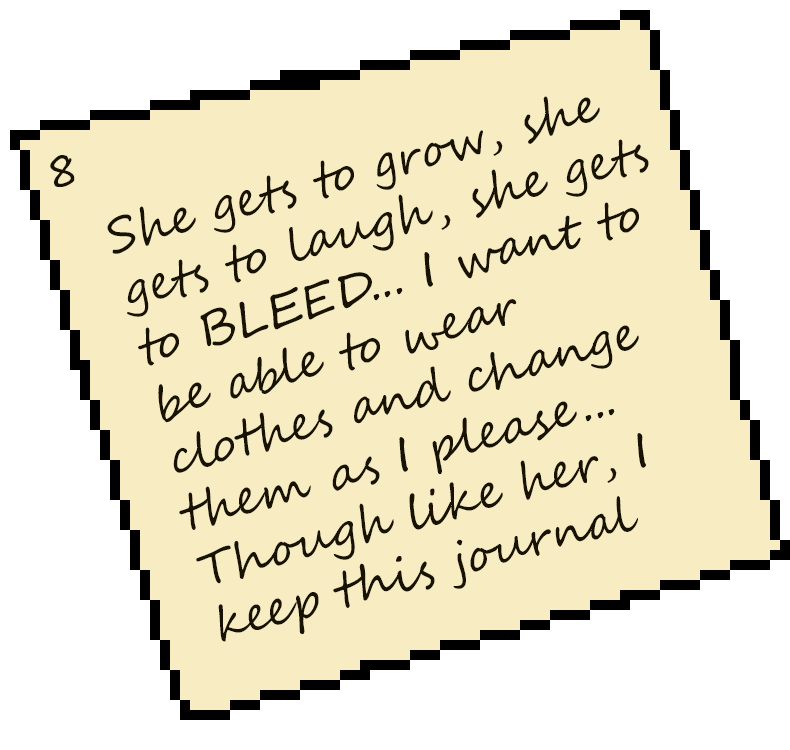 8
She gets to grow, she
gets to laugh, she gets
to BLEED... I want to
be able to wear
clothes and change
them as I please...
Though like her, I
keep this journal